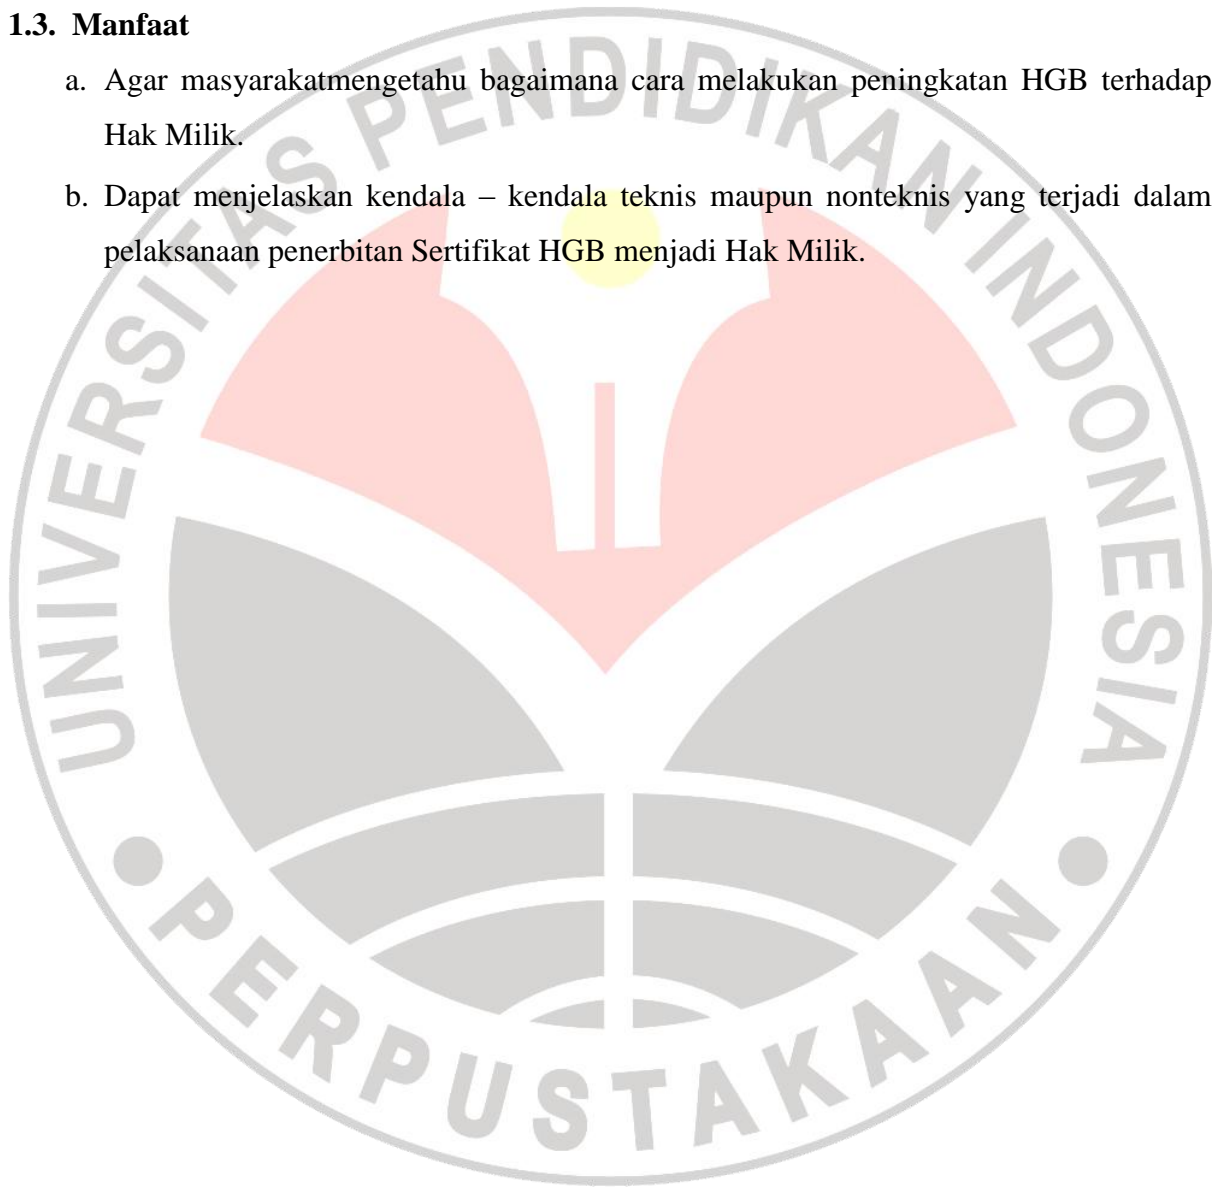 1.3. Manfaat
a. Agar masyarakatmengetahu bagaimana cara melakukan peningkatan HGB terhadap
Hak Milik.
b. Dapat menjelaskan kendala – kendala teknis maupun nonteknis yang terjadi dalam
pelaksanaan penerbitan Sertifikat HGB menjadi Hak Milik.
UNIVERSITAS PENDIDIKAN INDONESIA
PERPUSTAKAAN